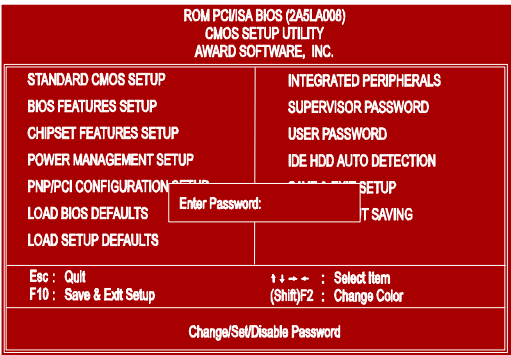 ROM PCI/ISA BIOS (2A5LA008)
CMOS SETUP UTILITY
AWARD SOFTWARE, INC.
STANDARD CMOS SETUP
BIOS FEATURES SETUP
CHIPSET FEATURES SETUP
POWER MANAGEMENT SETUP
PNP/PCI CONFIGURATION SETUP
LOAD BIOS DEFAULTS
LOAD SETUP DEFAULTS
INTEGRATED PERIPHERALS
SUPERVISOR PASSWORD
USER PASSWORD
IDE HDD AUTO DETECTION
SAVE & EXIT SETUP
T SAVING
Enter Password:
Esc : Quit
F10 : Save & Exit Setup
↑ ↓ → ← : Select Item
(Shift)F2 : Change Color
Change/Set/Disable Password